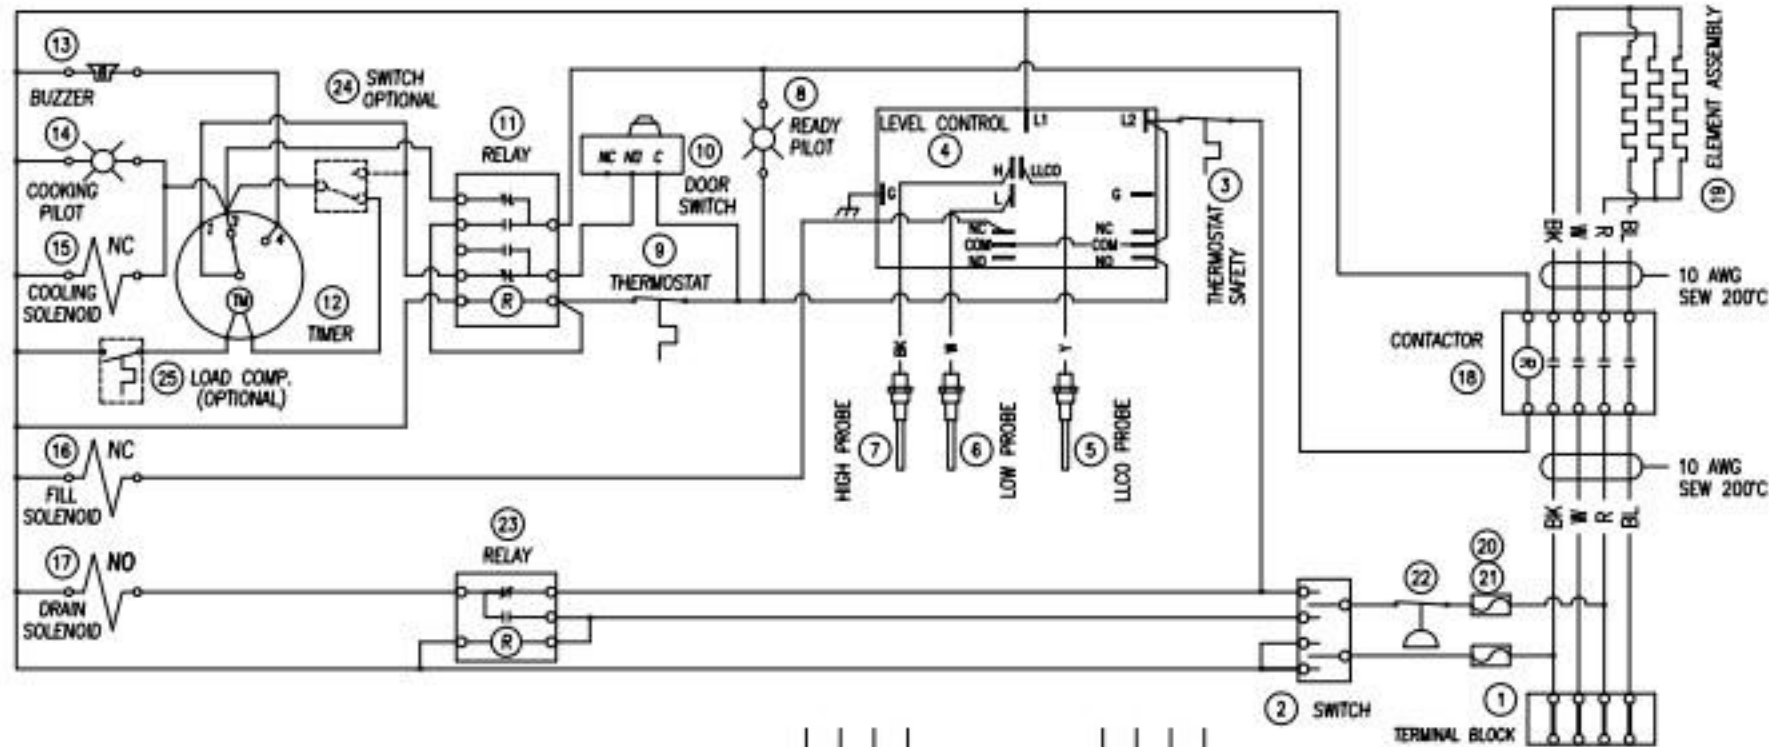 13
BUZZER
24
SWITCH
OPTIONAL
14
COOKING
PILOT
15
NC
COOLING
SOLENOID
2
3
4
TM
12
TIMER
25
LOAD COMP.
(OPTIONAL)
11
RELAY
R
NC NO C
10
DOOR
SWITCH
9
THERMOSTAT
8
READY
PILOT
LEVEL CONTROL
4
L1
L2
H
LLCO
L
G
G
NC
COM
NO
NC
COM
NO
3
THERMOSTAT
SAFETY
BK
W
Y
HIGH PROBE
7
6
LOW PROBE
5
LLCO PROBE
16
NC
FILL
SOLENOID
17
NO
DRAIN
SOLENOID
23
RELAY
R
2
SWITCH
22
20
21
1
TERMINAL BLOCK
19
ELEMENT ASSEMBLY
BK
W
R
BL
10 AWG
SEW 200°C
CONTACTOR
18
10 AWG
SEW 200°C
BK
W
R
BL